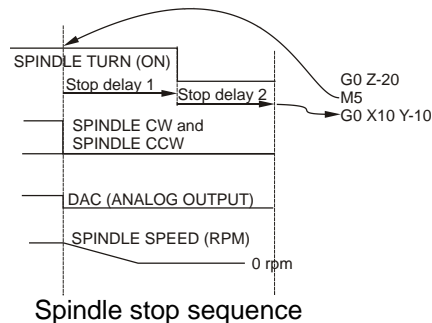 SPINDLE TURN (ON)
G0 Z-20
Stop delay 1
Stop delay 2
M5
G0 X10 Y-10
SPINDLE CW and
SPINDLE CCW
DAC (ANALOG OUTPUT)
SPINDLE SPEED (RPM)
0 rpm
Spindle stop sequence